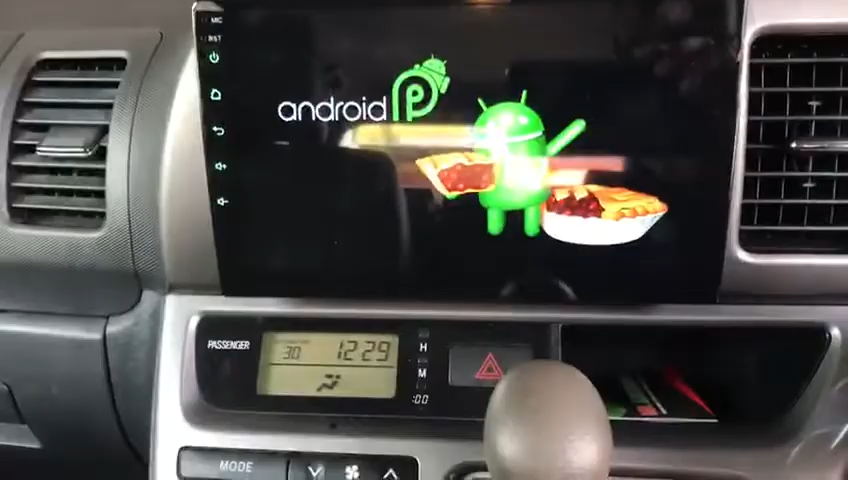 MIC
RST
android
PASSENGER
30 12:29
H
M
:00
MODE